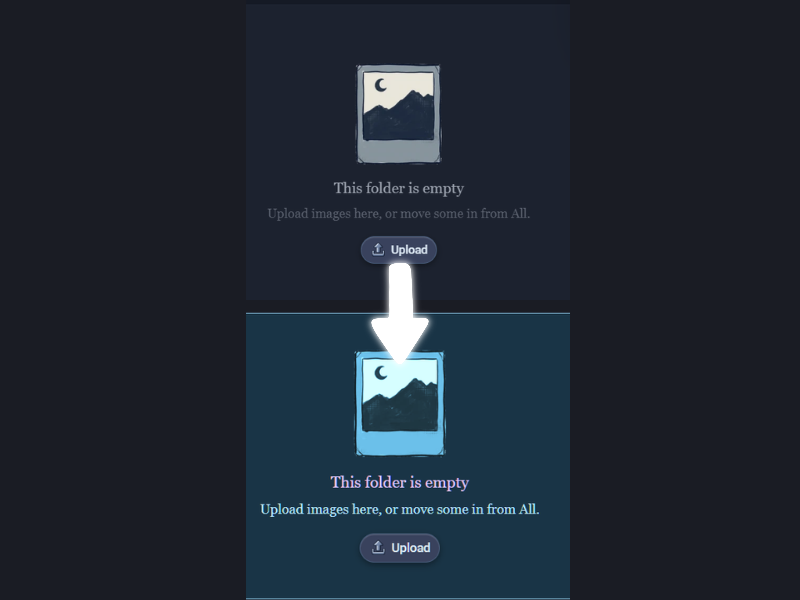 This folder is empty
Upload images here, or move some in from All.
Upload
This folder is empty
Upload images here, or move some in from All.
Upload